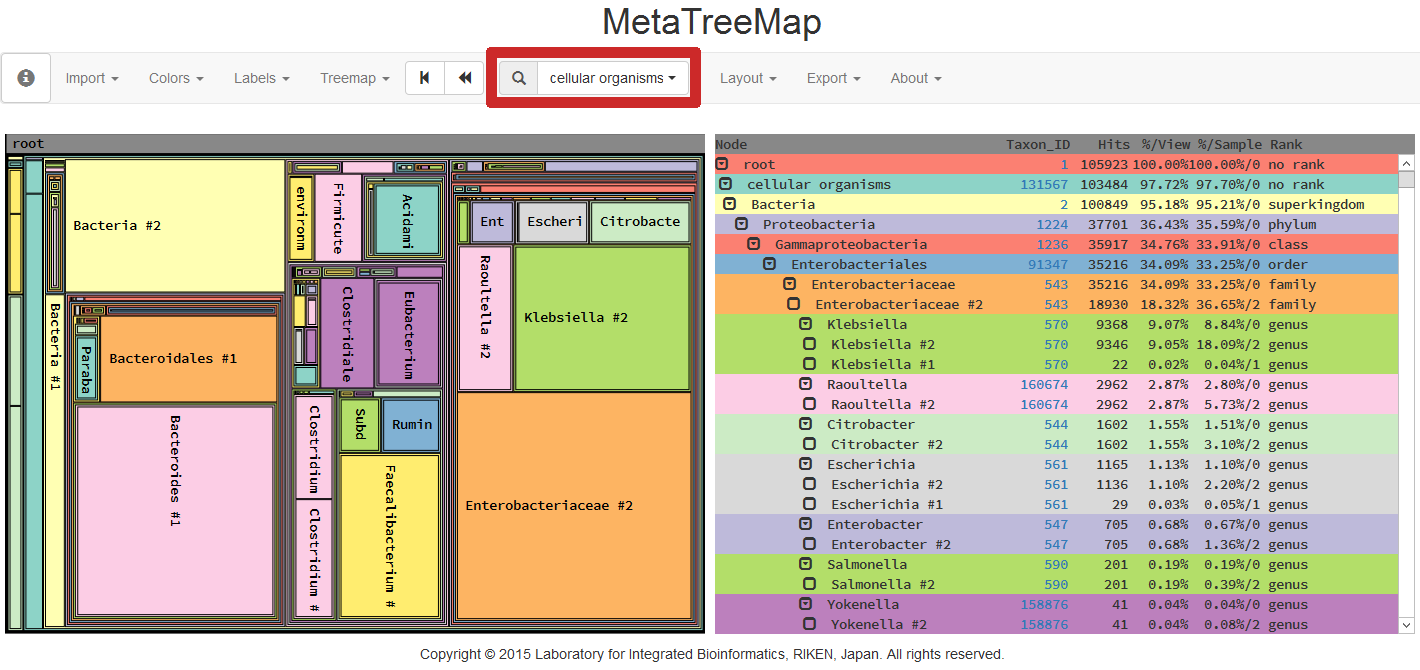 MetaTreeMap
Import Colors Labels Treemap cellular organisms Layout Export About
root
Bacteria #2
Bacteria #1
Paraba
Bacteroidales #1
Bacteroides #1
environm
Firmicute
Acidami
Clostridiale
Eubacterium
Clostridium
Clostridium #
Subd
Rumin
Faecalibacterium #
Ent
Escheri
Citrobacte
Raoultella #2
Klebsiella #2
Enterobacteriaceae #2
Node Taxon_ID Hits %/View %/Sample Rank
root 1 105923 100.00%100.00%/0 no rank
cellular organisms 131567 103484 97.72% 97.70%/0 no rank
Bacteria 2 100849 95.18% 95.21%/0 superkingdom
Proteobacteria 1224 37701 36.43% 35.59%/0 phylum
Gammaproteobacteria 1236 35917 34.76% 33.91%/0 class
Enterobacteriales 91347 35216 34.09% 33.25%/0 order
Enterobacteriaceae 543 35216 34.09% 33.25%/0 family
Enterobacteriaceae #2 543 18930 18.32% 36.65%/2 family
Klebsiella 570 9368 9.07% 8.84%/0 genus
Klebsiella #2 570 9346 9.05% 18.09%/2 genus
Klebsiella #1 570 22 0.02% 0.04%/1 genus
Raoultella 160674 2962 2.87% 2.80%/0 genus
Raoultella #2 160674 2962 2.87% 5.73%/2 genus
Citrobacter 544 1602 1.55% 1.51%/0 genus
Citrobacter #2 544 1602 1.55% 3.10%/2 genus
Escherichia 561 1165 1.13% 1.10%/0 genus
Escherichia #2 561 1136 1.10% 2.20%/2 genus
Escherichia #1 561 29 0.03% 0.05%/1 genus
Enterobacter 547 705 0.68% 0.67%/0 genus
Enterobacter #2 547 705 0.68% 1.36%/2 genus
Salmonella 590 201 0.19% 0.19%/0 genus
Salmonella #2 590 201 0.19% 0.39%/2 genus
Yokenella 158876 41 0.04% 0.04%/0 genus
Yokenella #2 158876 41 0.04% 0.08%/2 genus
Copyright © 2015 Laboratory for Integrated Bioinformatics, RIKEN, Japan. All rights reserved.